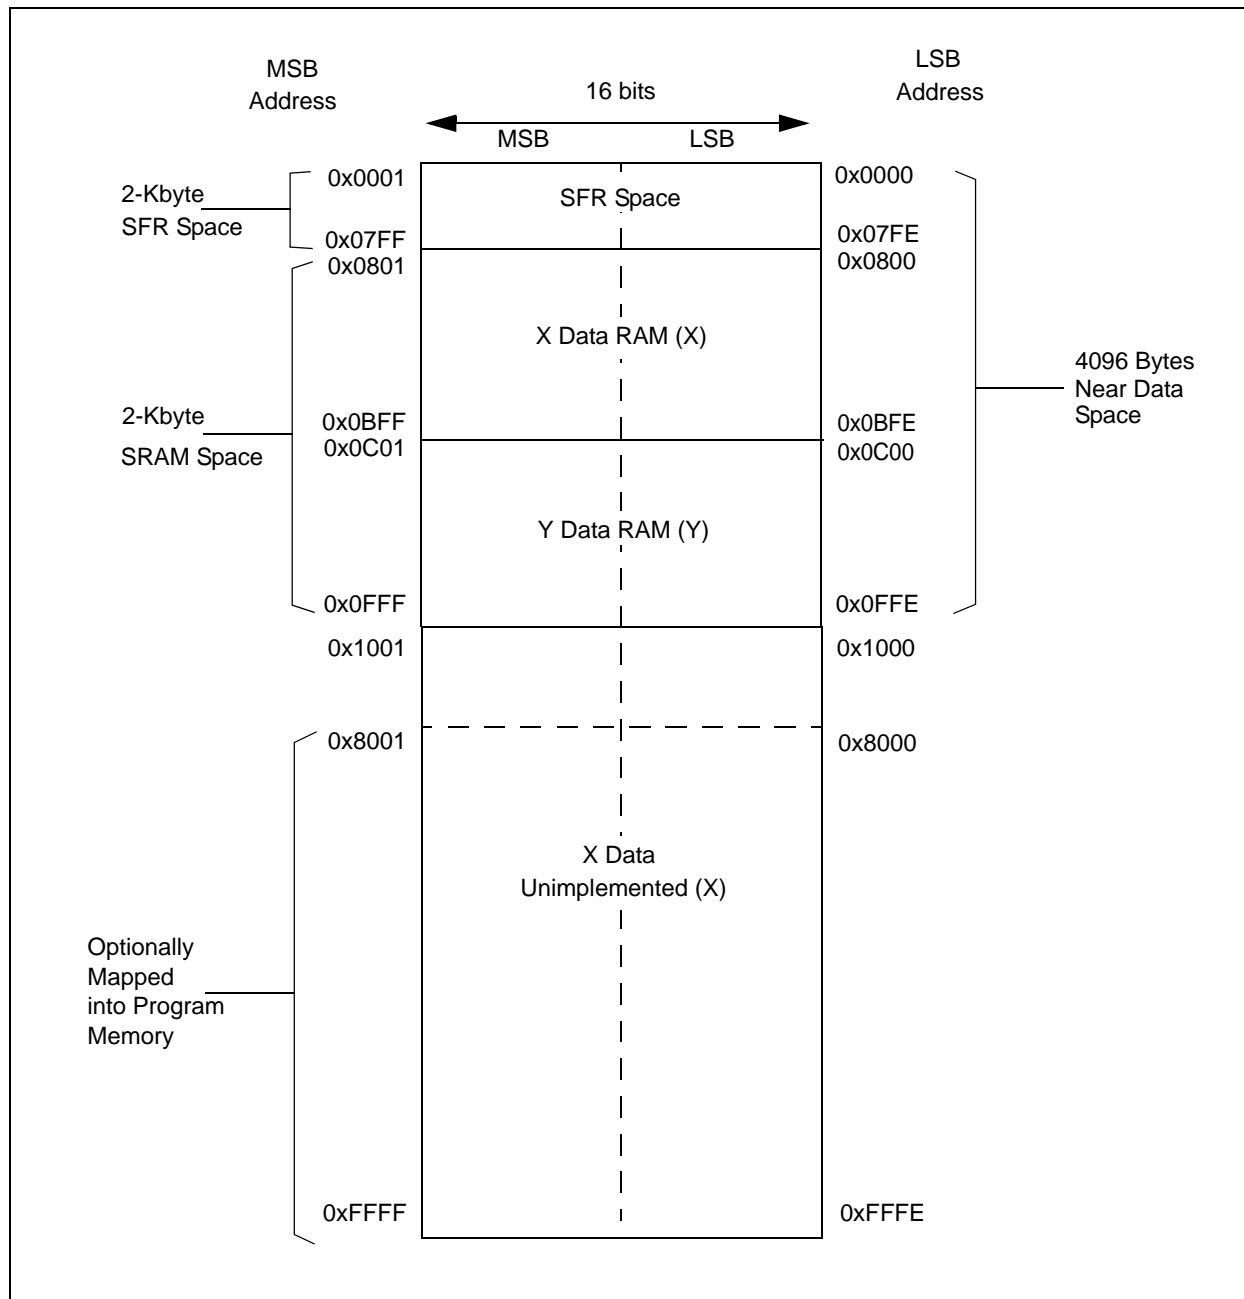 MSB
Address
16 bits
LSB
Address
MSB
LSB
2-Kbyte
SFR Space
0x0001
SFR Space
0x0000
0x07FF
0x07FE
0x0801
0x0800
X Data RAM (X)
2-Kbyte
SRAM Space
0x0BFF
0x0BFE
0x0C01
0x0C00
4096 Bytes
Near Data
Space
Y Data RAM (Y)
0x0FFF
0x0FFE
0x1001
0x1000
0x8001
0x8000
X Data
Unimplemented (X)
Optionally
Mapped
into Program
Memory
0xFFFF
0xFFFE